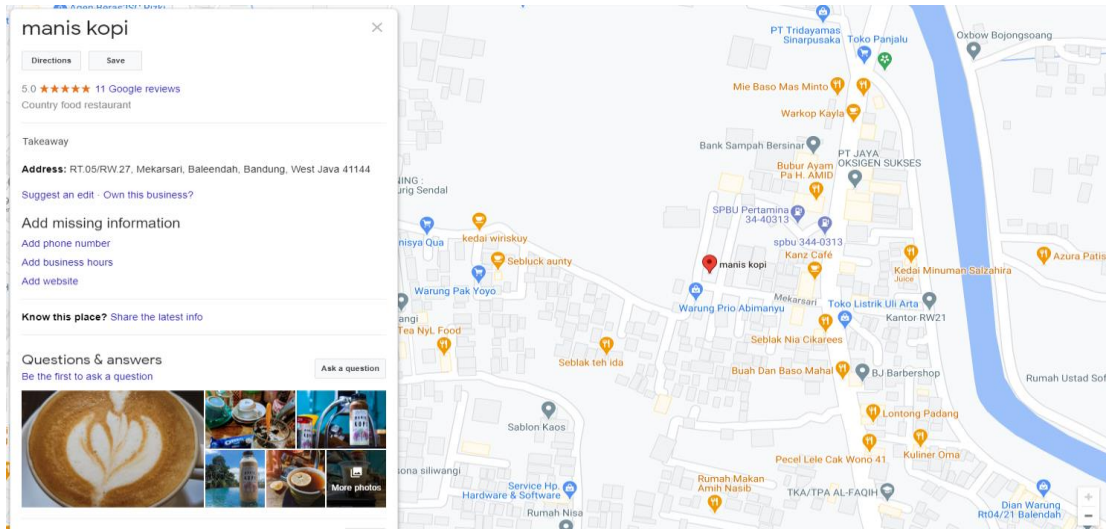 manis kopi
Directions
Save
5.0 ★★★★★ 11 Google reviews
Country food restaurant
Takeaway
Address: RT.05/RW.27, Mekarsari, Baleendah, Bandung, West Java 41144
Suggest an edit · Own this business?
Add missing information
Add phone number
Add business hours
Add website
Know this place? Share the latest info
Questions & answers
Be the first to ask a question
Ask a question
More photos
PT Tridayamas
Sinarpusaka
Toko Panjalu
Oxbow Bojongsoang
Mie Baso Mas Minto
Warkop Kayla
Bank Sampah Bersinar
PT JAYA
OKSIGEN SUKSES
Bubur Ayam
Pa H. AMID
SPBU Pertamina
34-40313
spbu 344-0313
Kanz Café
kedai wiriskuy
Sebluck aunty
Warung Pak Yoyo
manis kopi
Warung Prio Abimanyu
Mekarsari
Kedai Minuman Salzahira
Juice
Azura Patis
Toko Listrik Uli Arta
Kantor RW21
Seblak Nia Cikarees
Tea NyL Food
Seblak teh ida
Buah Dan Baso Mahal
BJ Barbershop
Rumah Ustad Sof
Sablon Kaos
Lontong Padang
Pecel Lele Cak Wono 41
Kuliner Oma
sona siliwangi
Service Hp.
Hardware & Software
Rumah Nisa
Rumah Makan
Amih Nasib
TKA/TPA AL-FAQIH
Dian Warung
Rt04/21 Balendah